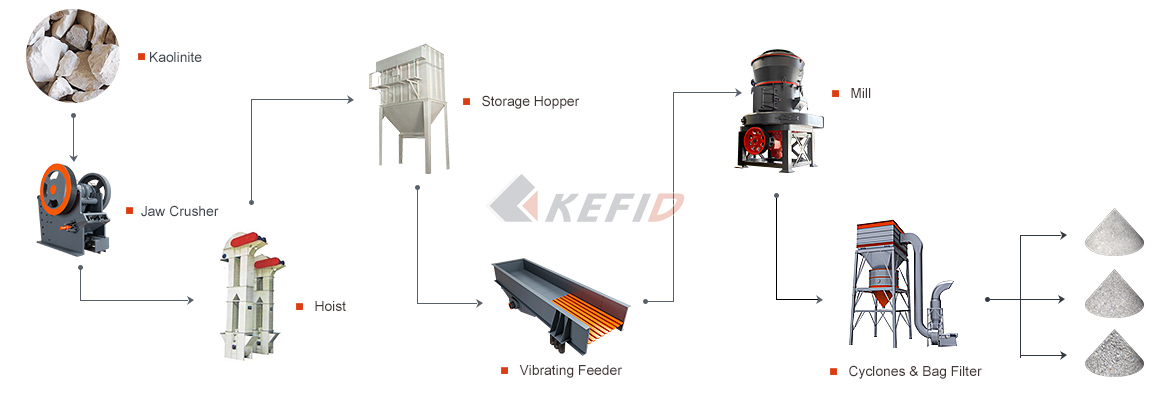 Kaolinite
Storage Hopper
Mill
KEFID
Jaw Crusher
Hoist
Vibrating Feeder
Cyclones & Bag Filter